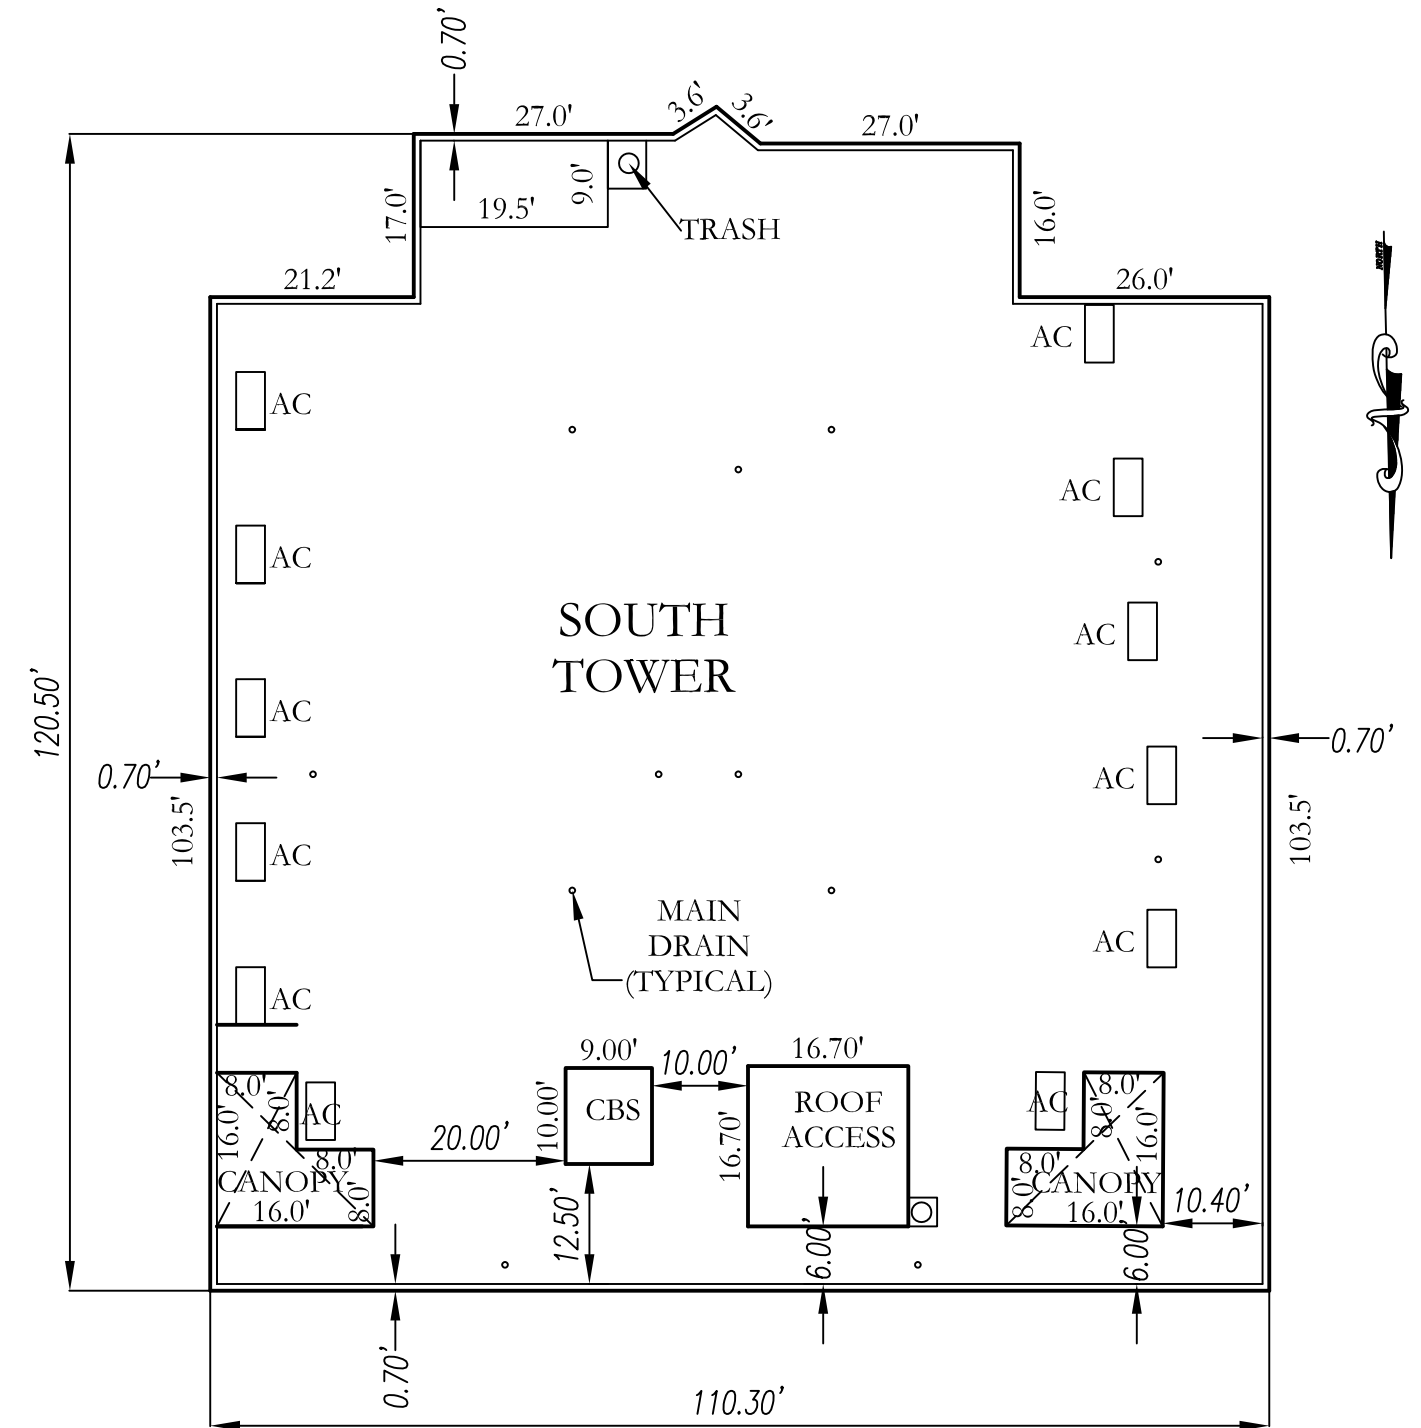 0.70'
27.0'
3.6'
3.6'
27.0'
17.0'
19.5'
9.0'
TRASH
16.0'
21.2'
26.0'
NORTH
AC
AC
AC
AC
AC
SOUTH
TOWER
AC
120.50'
AC
0.70'
0.70'
AC
103.5'
103.5'
AC
MAIN
DRAIN
(TYPICAL)
AC
AC
9.00'
10.00'
16.70'
8.0'
8.0'
16.0'
AC
8.0'
8.0'
CANOPY
16.0'
20.00'
10.00'
CBS
12.50'
16.70'
ROOF
ACCESS
6.00'
AC
8.0'
8.0'
16.0'
8.0'
8.0'
CANOPY
16.0'
10.40'
6.00'
0.70'
110.30'